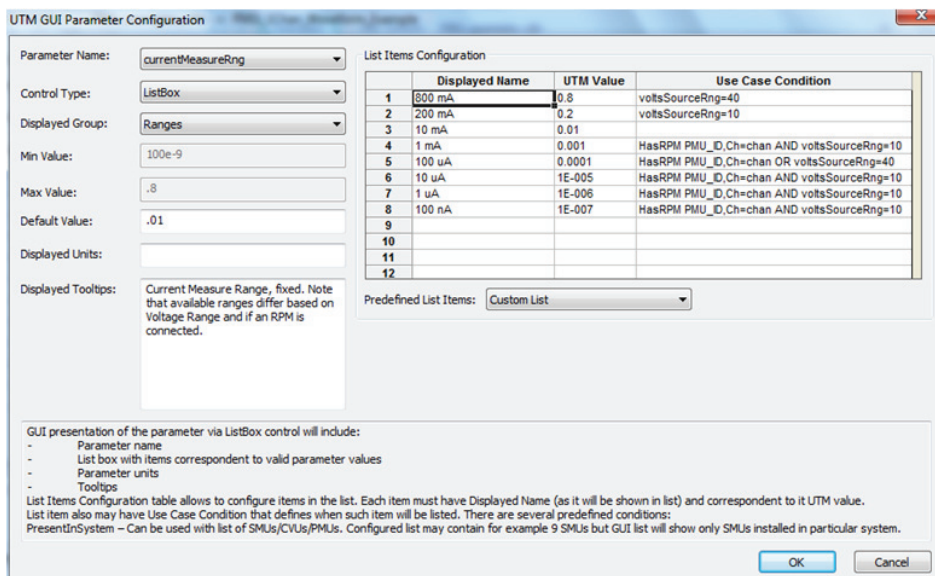 UTM GUI Parameter Configuration
Parameter Name: currentMeasureRng
Control Type: ListBox
Displayed Group: Ranges
Min Value: 100e-9
Max Value: .8
Default Value: .01
Displayed Units:
Displayed Tooltips: Current Measure Range, fixed. Note
that available ranges differ based on
Voltage Range and if an RPM is
connected.
List Items Configuration
Displayed Name UTM Value Use Case Condition
1 800 mA 0.8 voltsSourceRng=40
2 200 mA 0.2 voltsSourceRng=10
3 10 mA 0.01
4 1 mA 0.001 HasRPM PMU_ID,Ch=chan AND voltsSourceRng=10
5 100 uA 0.0001 HasRPM PMU_ID,Ch=chan OR voltsSourceRng=40
6 10 uA 1E-005 HasRPM PMU_ID,Ch=chan AND voltsSourceRng=10
7 1 uA 1E-006 HasRPM PMU_ID,Ch=chan AND voltsSourceRng=10
8 100 nA 1E-007 HasRPM PMU_ID,Ch=chan AND voltsSourceRng=10
9
10
11
12
Predefined List Items: Custom List
GUI presentation of the parameter via ListBox control will include:
- Parameter name
- List box with items correspondent to valid parameter values
- Parameter units
- Tooltips
List Items Configuration table allows to configure items in the list. Each item must have Displayed Name (as it will be shown in list) and correspondent to it UTM value.
List item also may have Use Case Condition that defines when such item will be listed. There are several predefined conditions:
PresentInSystem – Can be used with list of SMUs/CVUs/PMUs. Configured list may contain for example 9 SMUs but GUI list will show only SMUs installed in particular system.
OK Cancel